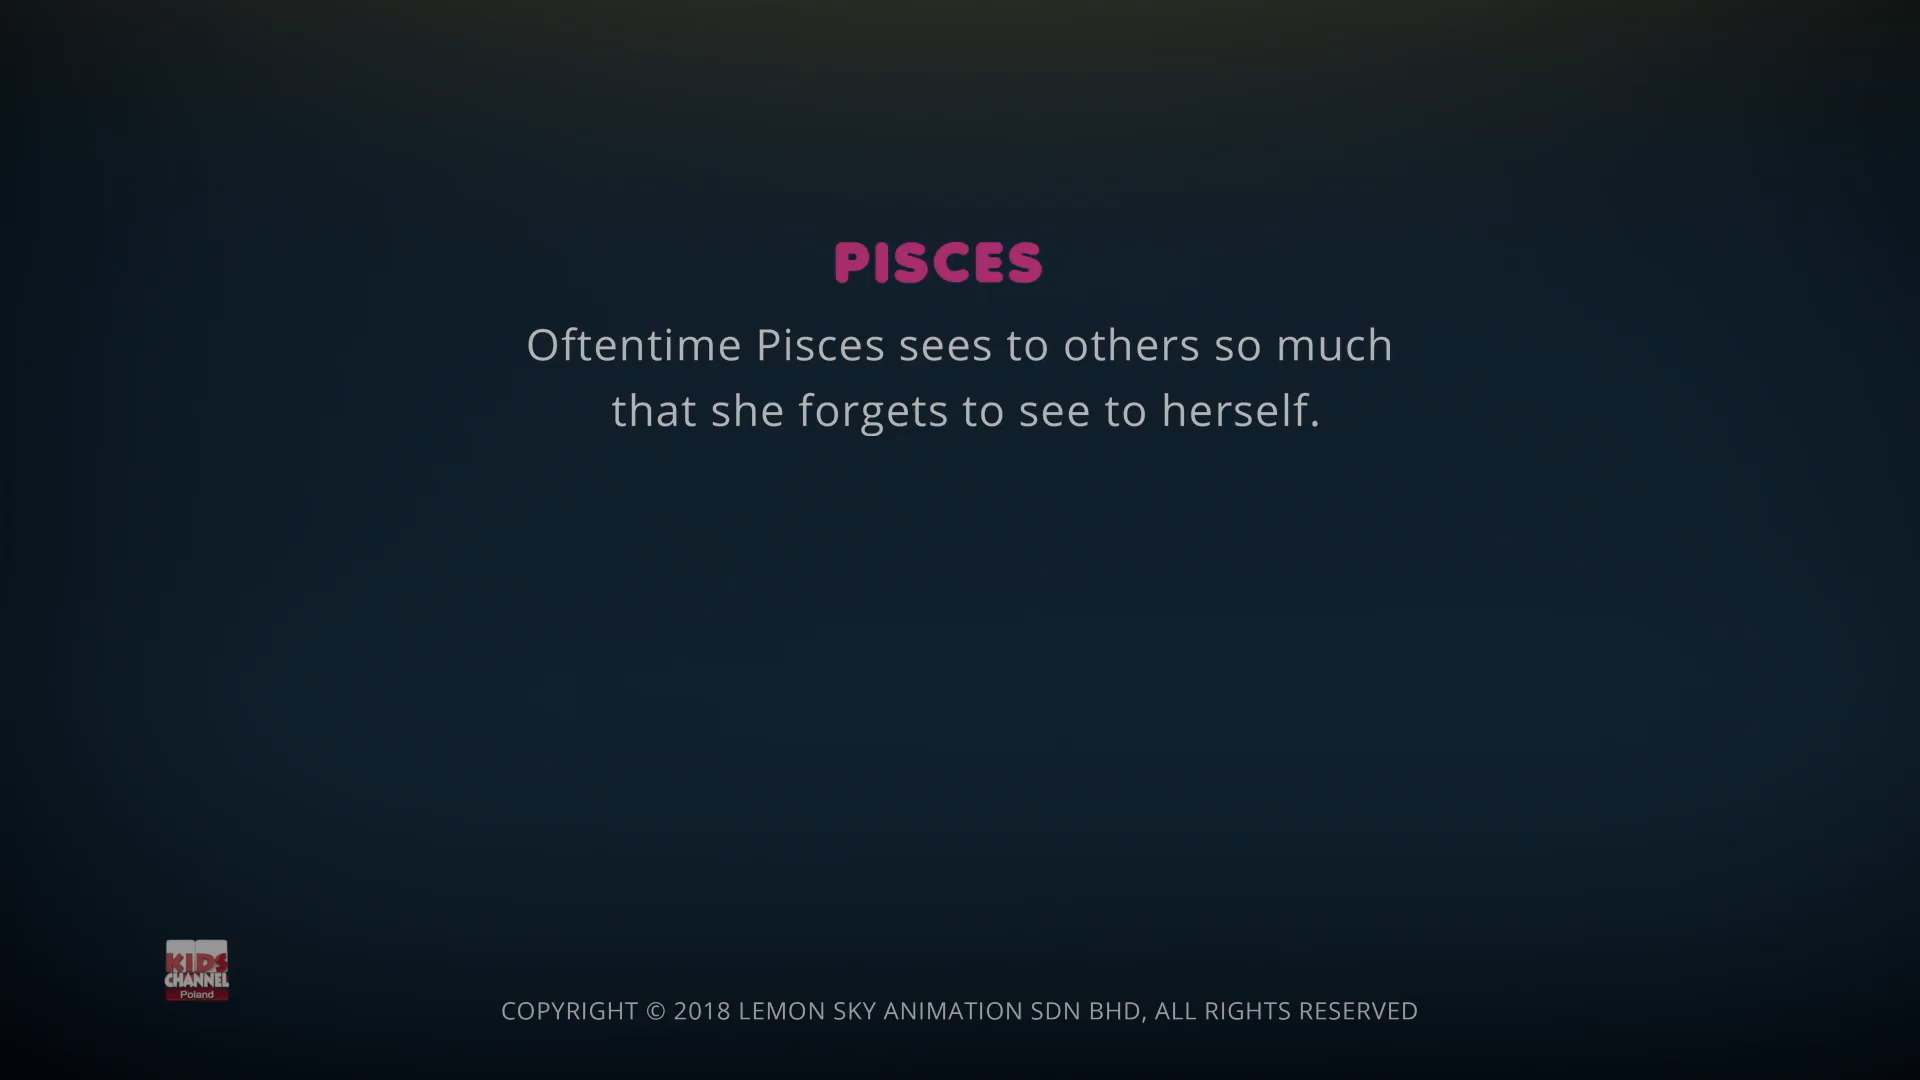 PISCES
Oftentime Pisces sees to others so much
that she forgets to see to herself.
KIDS
CHANNEL
Poland
COPYRIGHT © 2018 LEMON SKY ANIMATION SDN BHD, ALL RIGHTS RESERVED